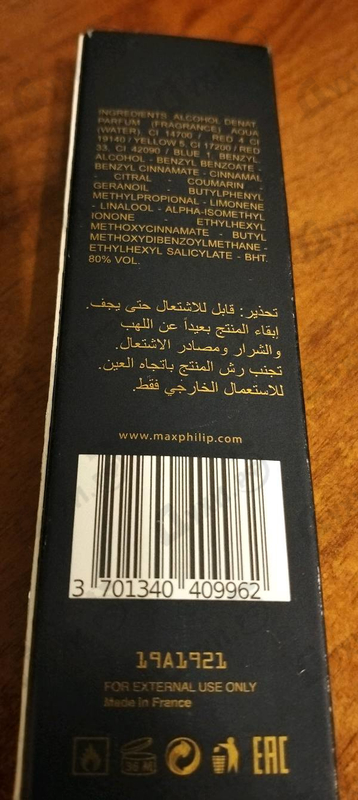 INGREDIENTS. ALCOHOL DENAT.
PARFUM (FRAGRANCE) AQUA
(WATER). CI 14700 / RED 4 CI
19140 / YELLOW 5, CI 17200 / RED
33, CI 42090 / BLUE 1, BENZYL
ALCOHOL - BENZYL BENZOATE -
BENZYL CINNAMATE - CINNAMAL
- CITRAL - COUMARIN -
GERANIOL - BUTYLPHENYL
METHYLPROPIONAL - LIMONENE
- LINALOOL - ALPHA-ISOMETHYL
IONONE ETHYLHEXYL
METHOXYCINNAMATE - BUTYL
METHOXYDIBENZOYLMETHANE -
ETHYLHEXYL SALICYLATE - BHT.
80% VOL.
تحذير: قابل للاشتعال حتى يجف.
إبقاء المنتج بعيداً عن اللهب
والشرار ومصادر الاشتعال.
تجنب رش المنتج باتجاه العين.
للاستعمال الخارجي فقط.
www.maxphilip.com
3 701340 409962
19A1921
FOR EXTERNAL USE ONLY
Made in France
36 M
EAC